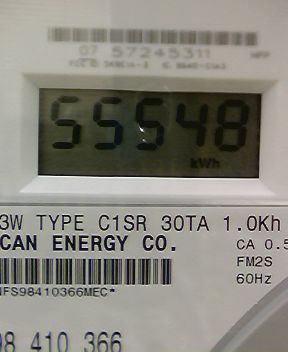 07 57245311
55548
kWh
3W TYPE C1SR 30TA 1.0Kh
CAN ENERGY CO.
CA 0.5
FM2S
60Hz
NFS98410366MEC*
98 410 366